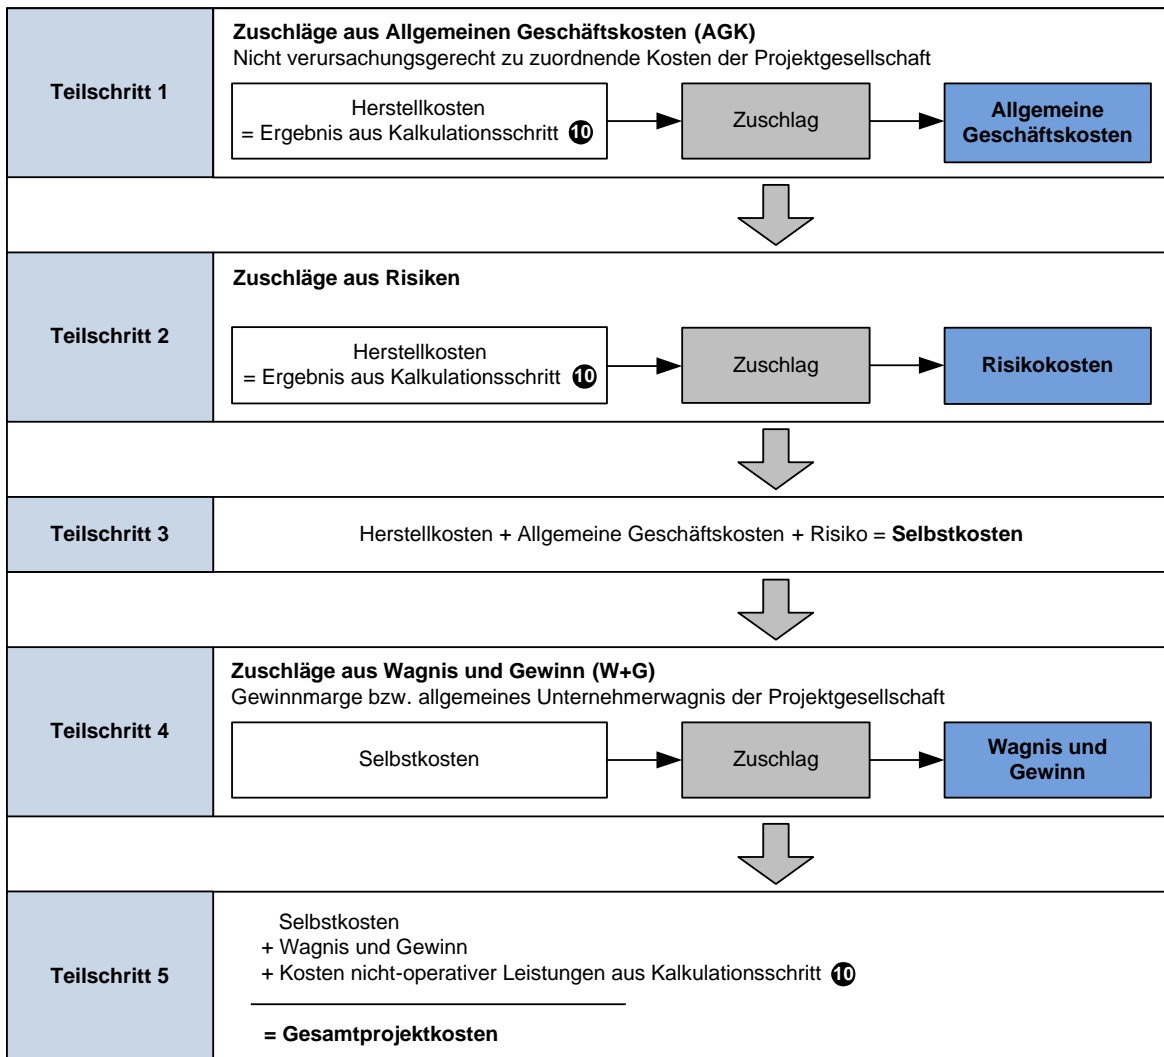 Teilschritt 1
Zuschläge aus Allgemeinen Geschäftskosten (AGK)
Nicht verursachungsgerecht zu zuordnende Kosten der Projektgesellschaft
Herstellkosten
= Ergebnis aus Kalkulationsschritt 10
Zuschlag
Allgemeine
Geschäftskosten
Teilschritt 2
Zuschläge aus Risiken
Herstellkosten
= Ergebnis aus Kalkulationsschritt 10
Zuschlag
Risikokosten
Teilschritt 3
Herstellkosten + Allgemeine Geschäftskosten + Risiko = Selbstkosten
Teilschritt 4
Zuschläge aus Wagnis und Gewinn (W+G)
Gewinnmarge bzw. allgemeines Unternehmerwagnis der Projektgesellschaft
Selbstkosten
Zuschlag
Wagnis und
Gewinn
Teilschritt 5
Selbstkosten
+ Wagnis und Gewinn
+ Kosten nicht-operativer Leistungen aus Kalkulationsschritt 10
= Gesamtprojektkosten